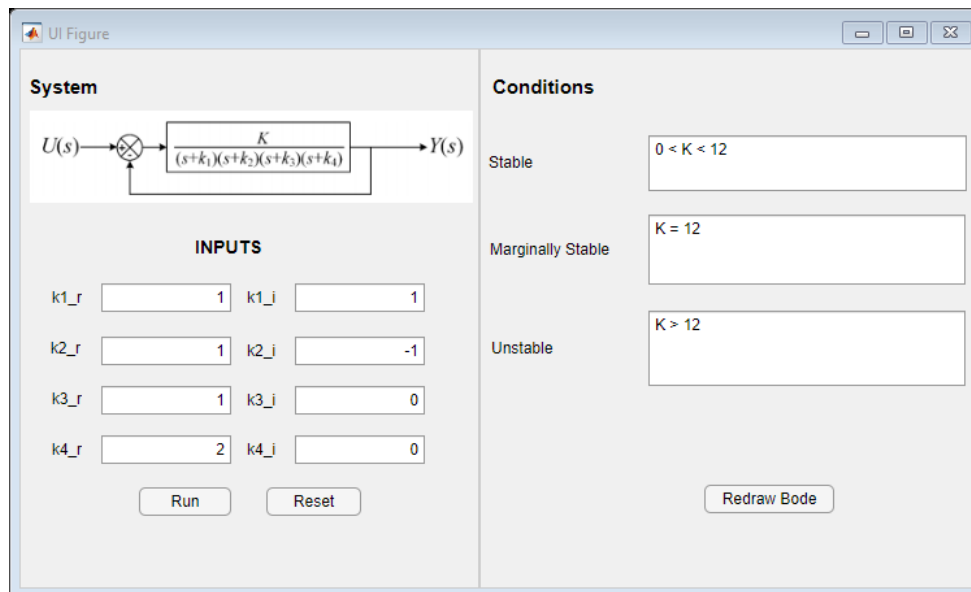 UI Figure
System
U(s) + - K Y(s)
(s+k₁)(s+k₂)(s+k₃)(s+k₄)
INPUTS
k1_r 1 k1_i 1
k2_r 1 k2_i -1
k3_r 1 k3_i 0
k4_r 2 k4_i 0
Run Reset
Conditions
Stable 0 < K < 12
Marginally Stable K = 12
Unstable K > 12
Redraw Bode